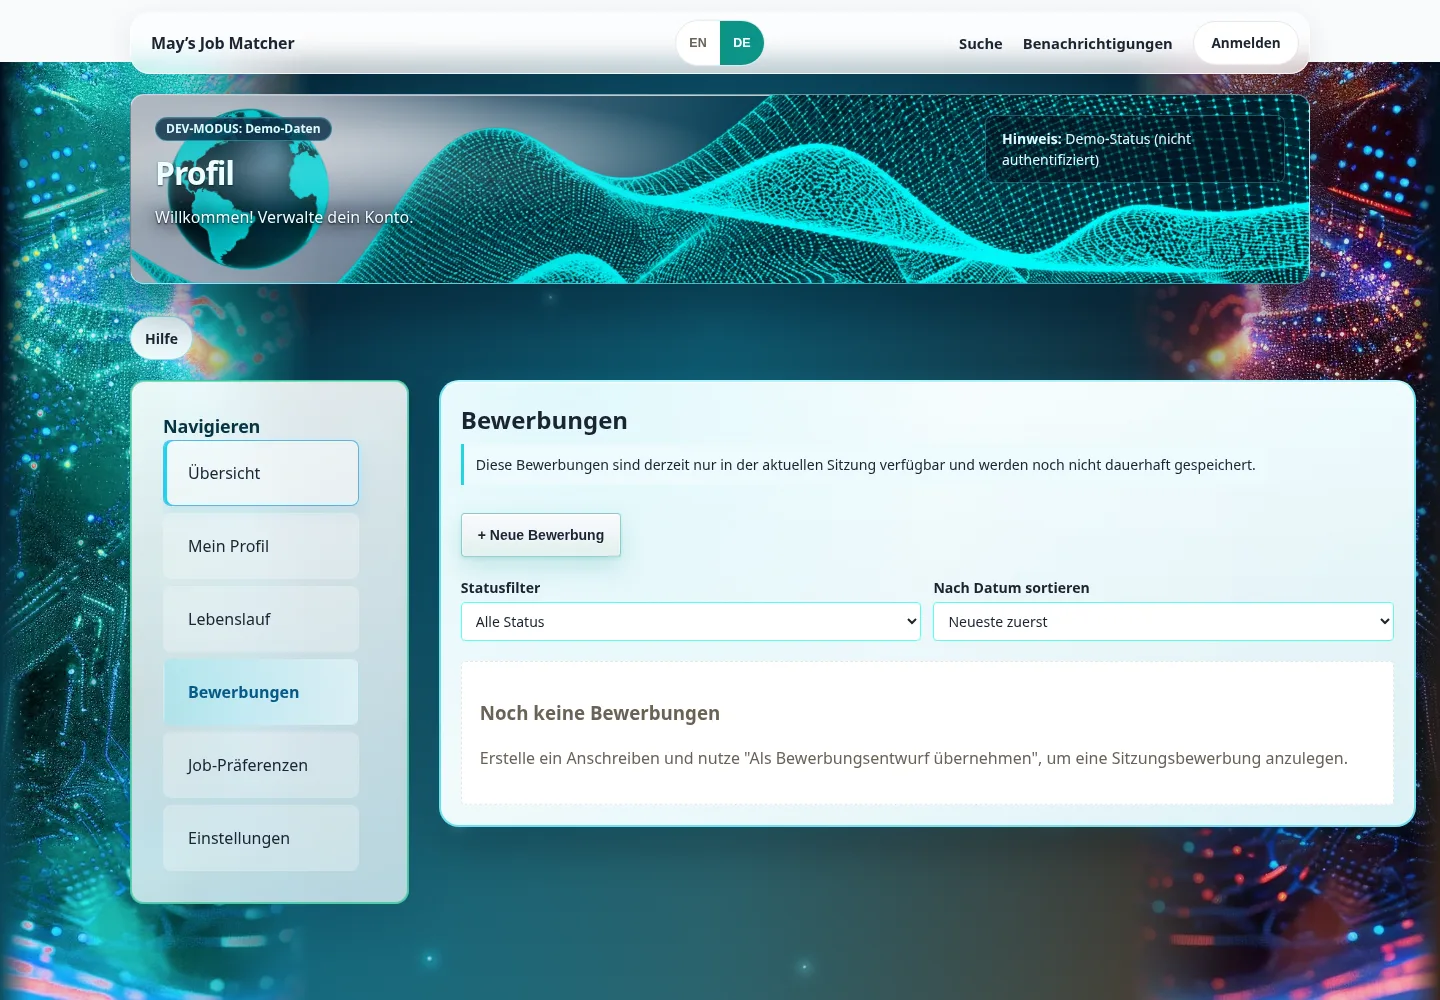 May’s Job Matcher
EN
DE
Suche
Benachrichtigungen
Anmelden
DEV-MODUS: Demo-Daten
Profil
Willkommen! Verwalte dein Konto.
Hinweis: Demo-Status (nicht
authentifiziert)
Hilfe
Navigieren
Übersicht
Mein Profil
Lebenslauf
Bewerbungen
Job-Präferenzen
Einstellungen
Bewerbungen
Diese Bewerbungen sind derzeit nur in der aktuellen Sitzung verfügbar und werden noch nicht dauerhaft gespeichert.
+ Neue Bewerbung
Statusfilter
Alle Status
Nach Datum sortieren
Neueste zuerst
Noch keine Bewerbungen
Erstelle ein Anschreiben und nutze "Als Bewerbungsentwurf übernehmen", um eine Sitzungsbewerbung anzulegen.